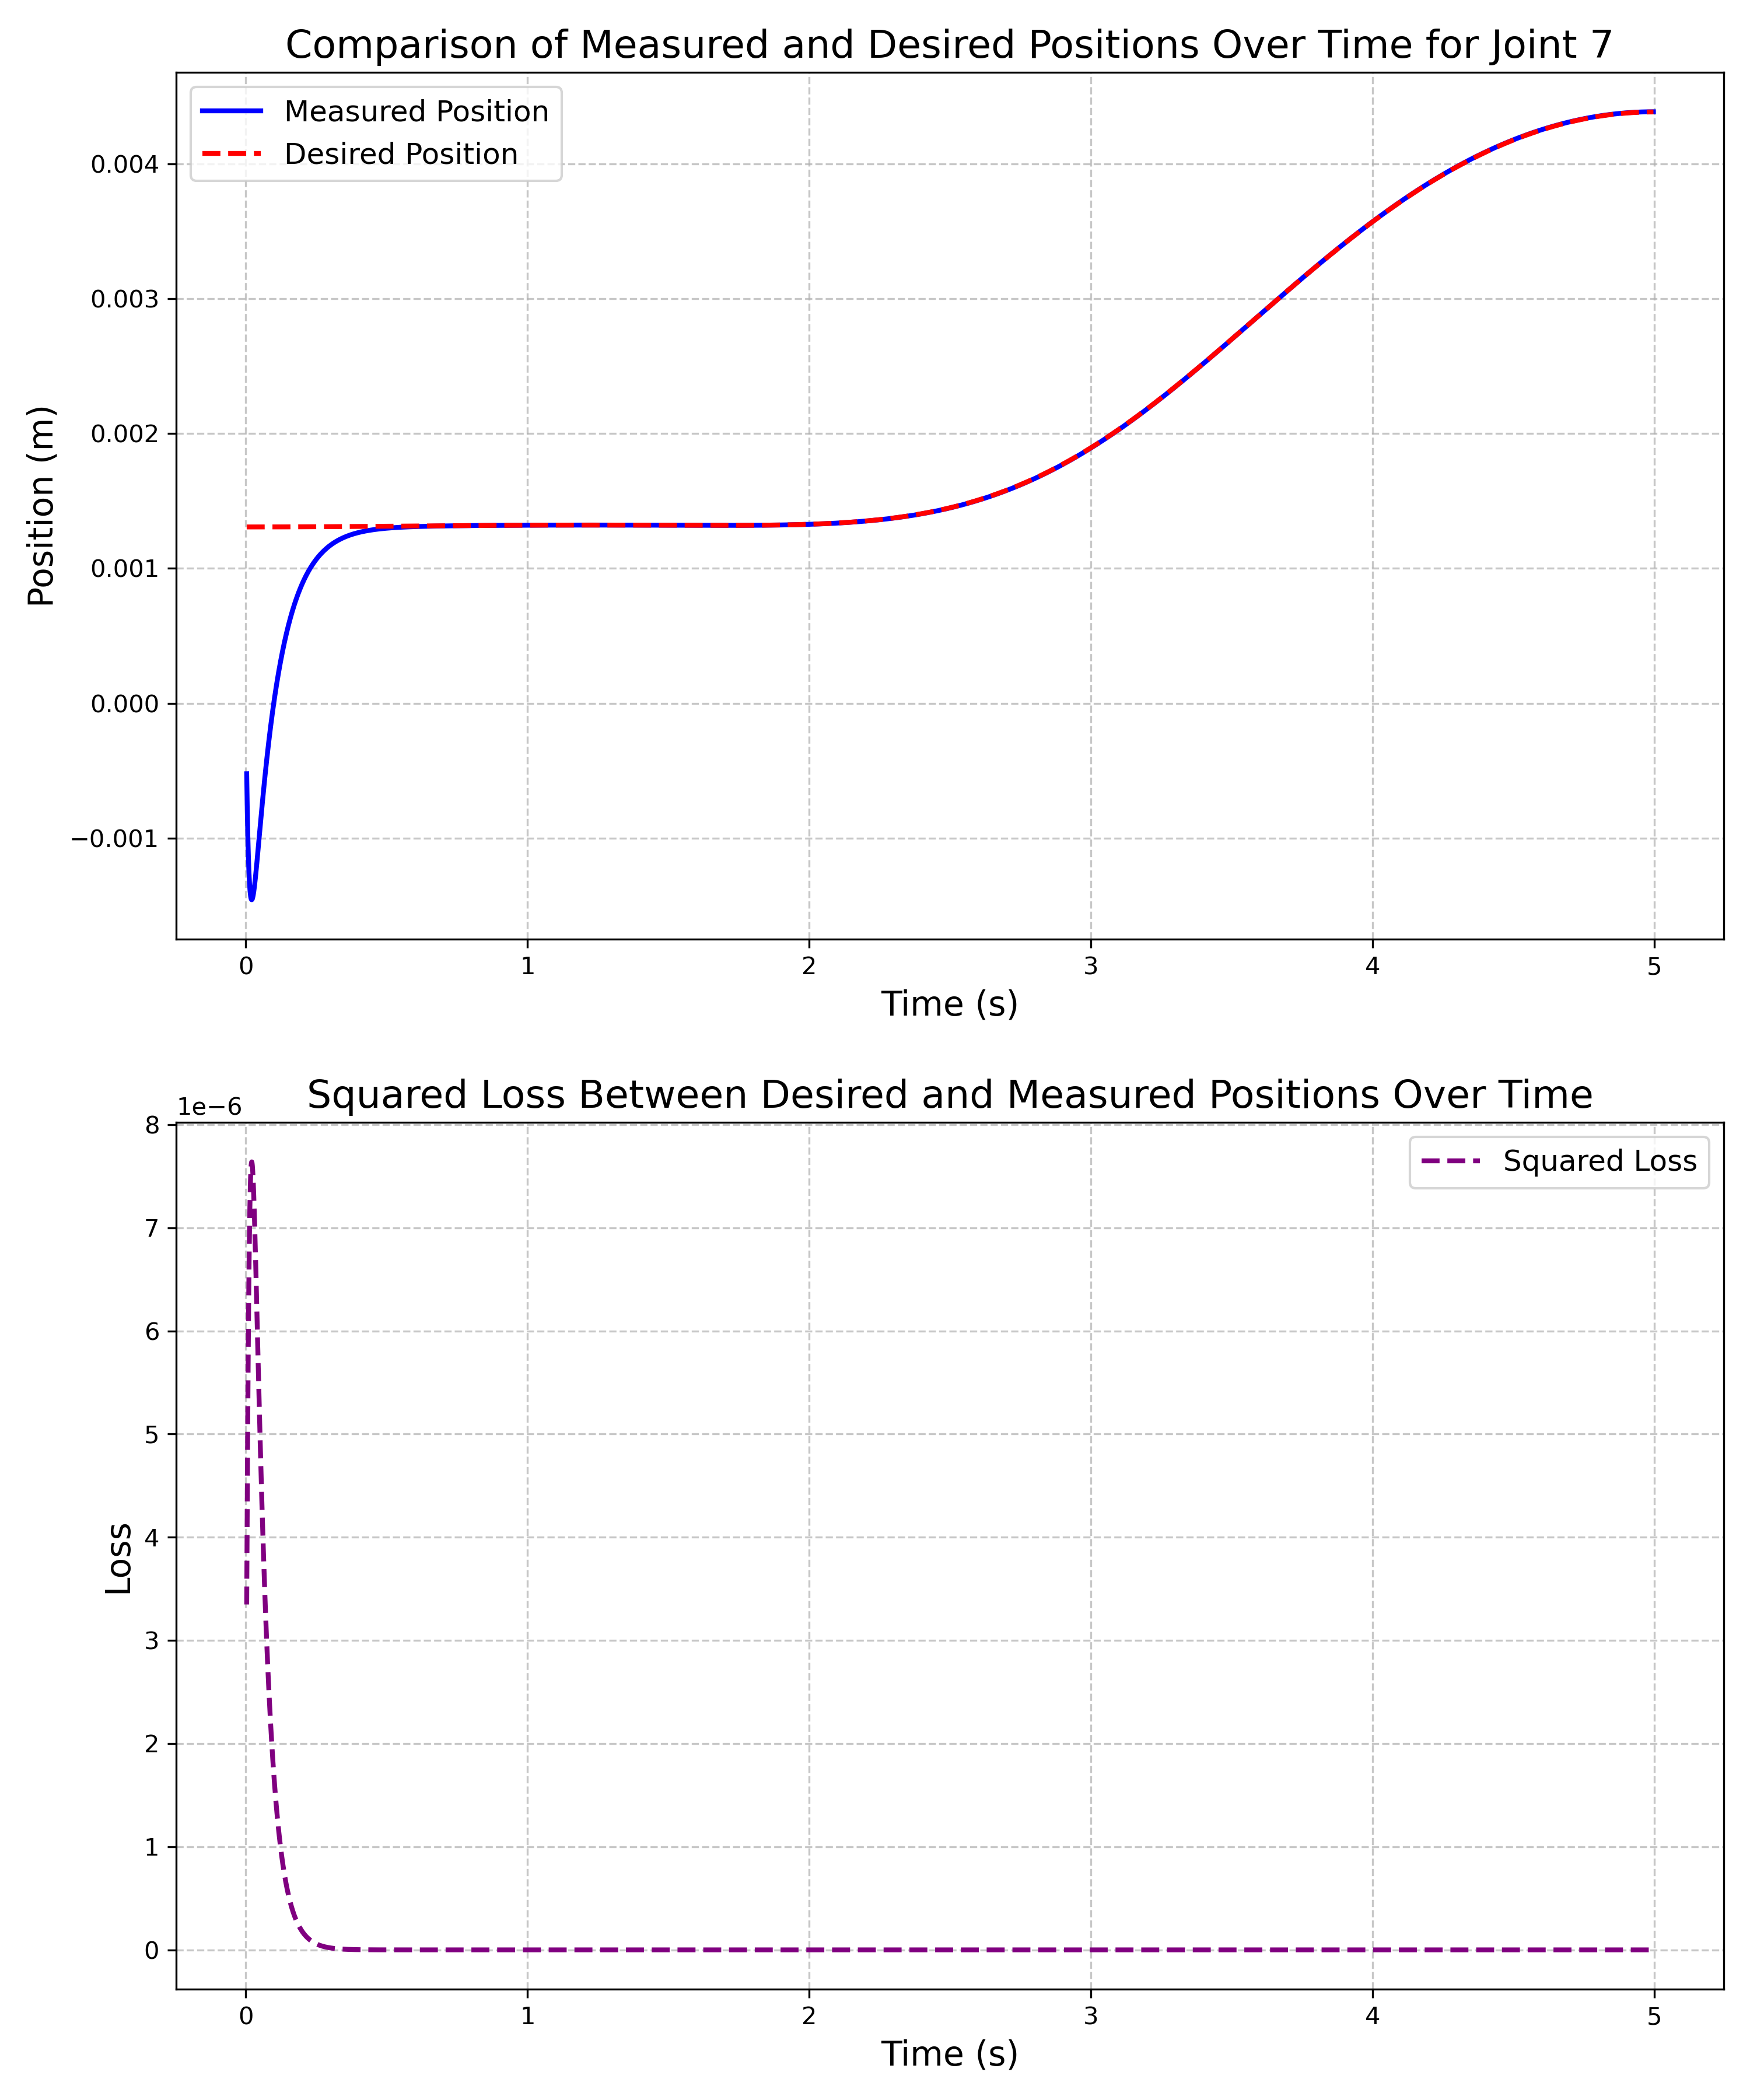 Comparison of Measured and Desired Positions Over Time for Joint 7
Measured Position
Desired Position
Position (m)
0.004
0.003
0.002
0.001
0.000
−0.001
0 1 2 3 4 5
Time (s)
Squared Loss Between Desired and Measured Positions Over Time
1e−6
Squared Loss
Loss
8
7
6
5
4
3
2
1
0
0 1 2 3 4 5
Time (s)